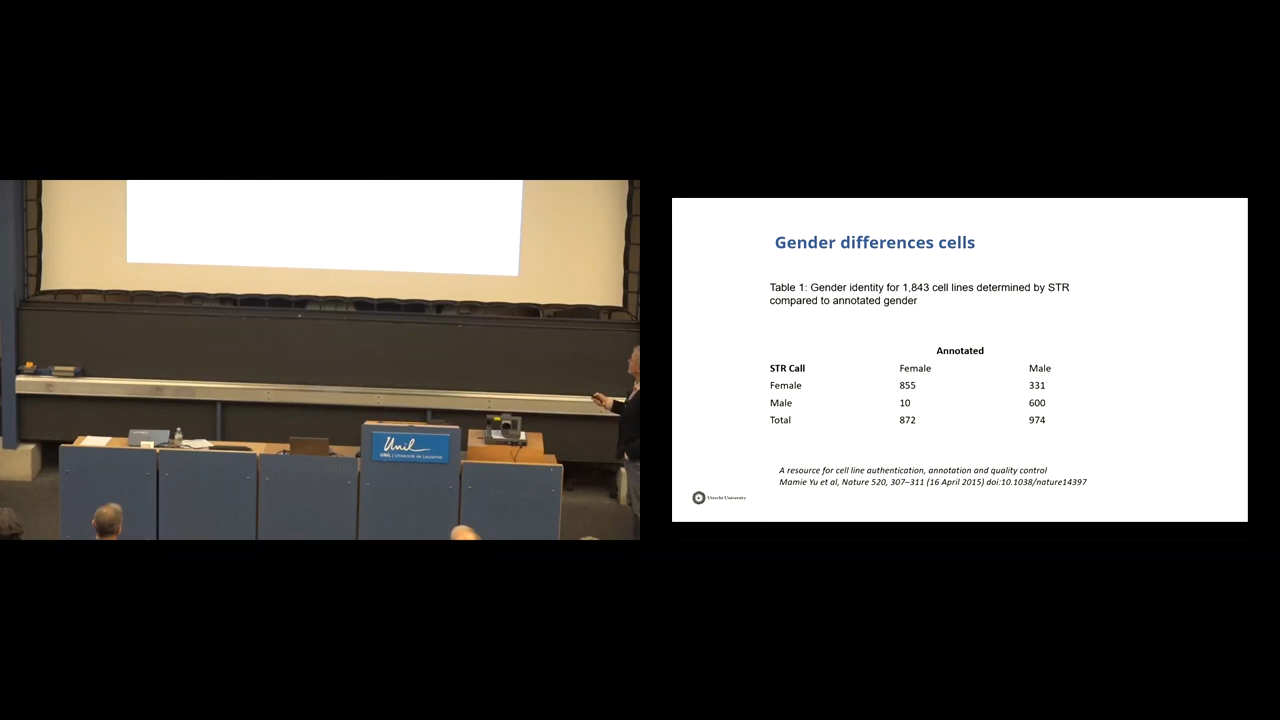 Unil
UNIL | Université de Lausanne
Gender differences cells
Table 1: Gender identity for 1,843 cell lines determined by STR
compared to annotated gender
Annotated
STR Call Female Male
Female 855 331
Male 10 600
Total 872 974
A resource for cell line authentication, annotation and quality control
Mamie Yu et al, Nature 520, 307–311 (16 April 2015) doi:10.1038/nature14397
Utrecht University